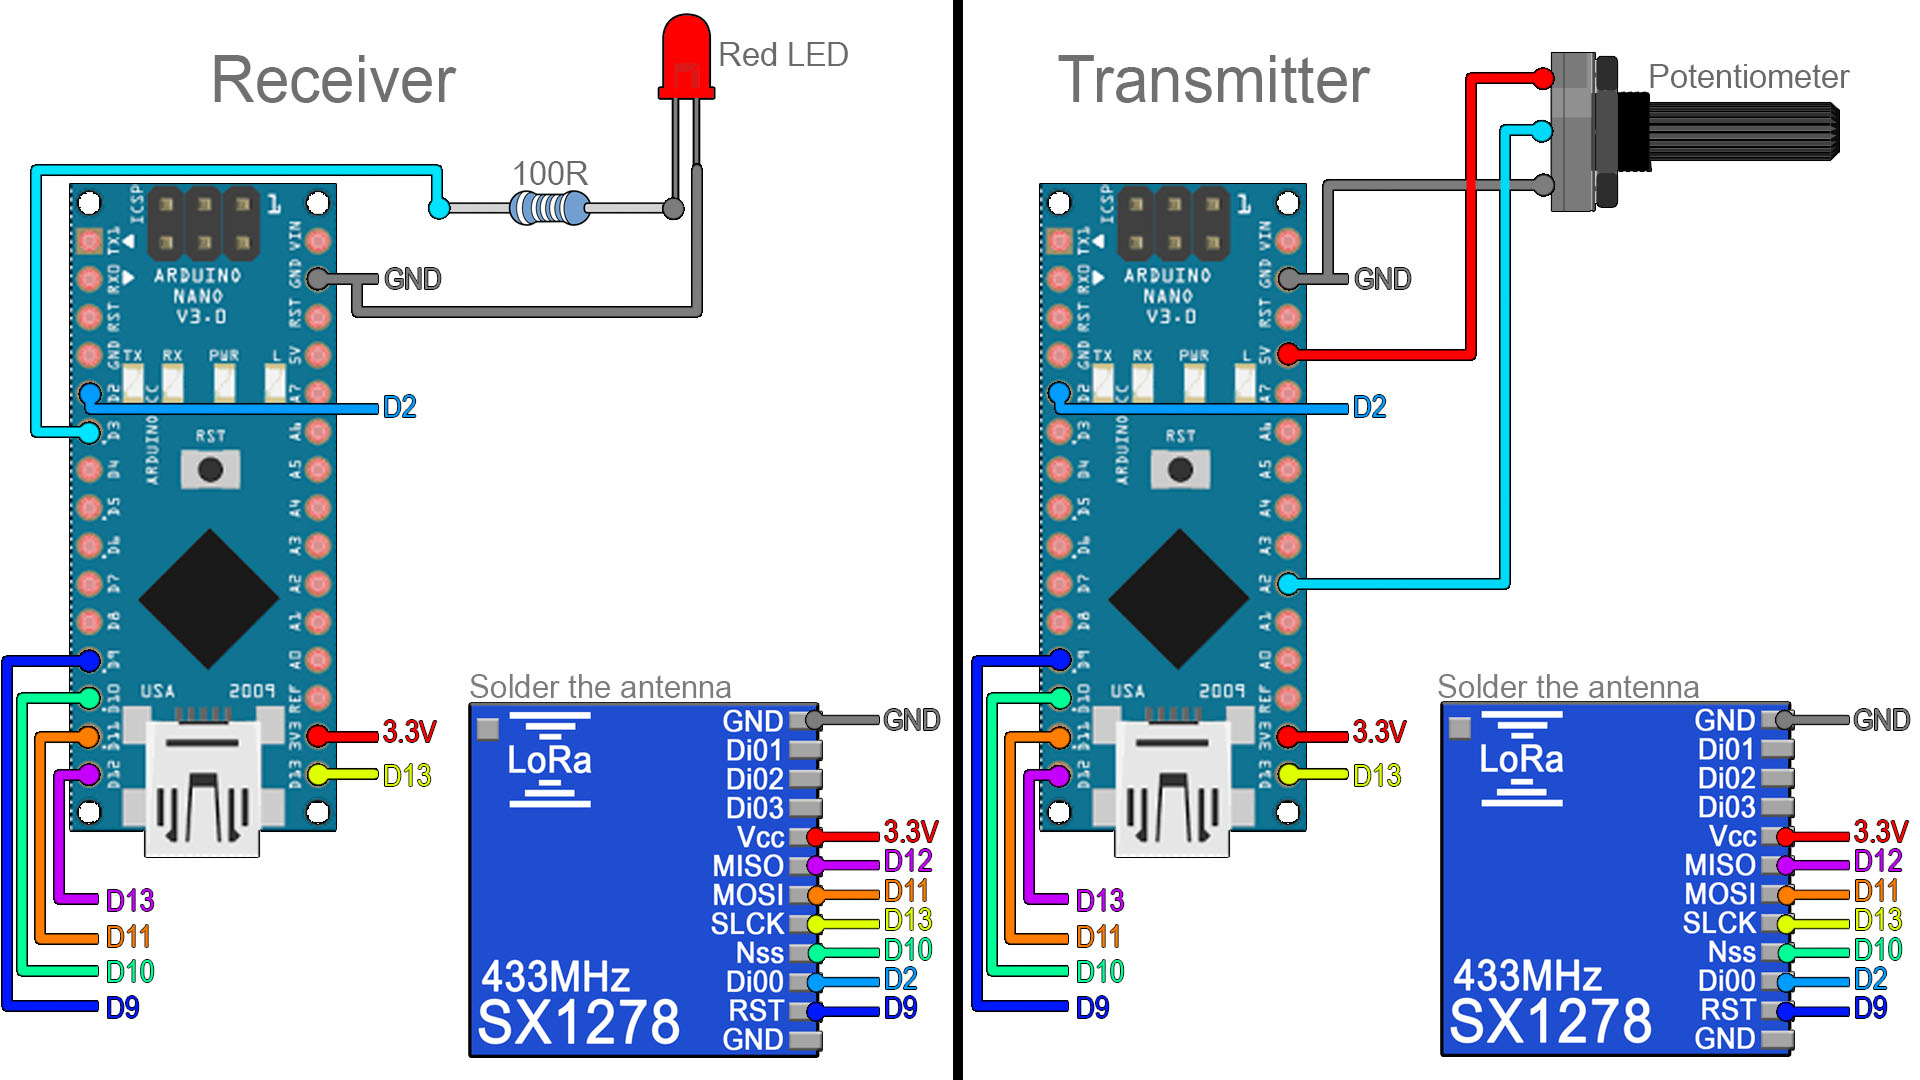 Receiver
Red LED
100R
ICSP
1
TX1
RX0
RST
GND
D2
D3
D4
D5
D6
D7
D8
D9
D10
D11
D12
VIN
GND
RST
5V
A7
A6
A5
A4
A3
A2
A1
A0
REF
3V3
D13
ARDUINO
NANO
V3.0
TX RX PWR L
ARDUINO CC
RST
USA 2009
GND
D2
3.3V
D13
D13
D11
D10
D9
Solder the antenna
LoRa
433MHz
SX1278
GND GND
Di01
Di02
Di03
Vcc 3.3V
MISO D12
MOSI D11
SLCK D13
Nss D10
Di00 D2
RST D9
GND
Transmitter
Potentiometer
ICSP
1
TX1
RX0
RST
GND
D2
D3
D4
D5
D6
D7
D8
D9
D10
D11
D12
VIN
GND
RST
5V
A7
A6
A5
A4
A3
A2
A1
A0
REF
3V3
D13
ARDUINO
NANO
V3.0
TX RX PWR L
ARDUINO CC
RST
USA 2009
GND
D2
3.3V
D13
D13
D11
D10
D9
Solder the antenna
LoRa
433MHz
SX1278
GND GND
Di01
Di02
Di03
Vcc 3.3V
MISO D12
MOSI D11
SLCK D13
Nss D10
Di00 D2
RST D9
GND